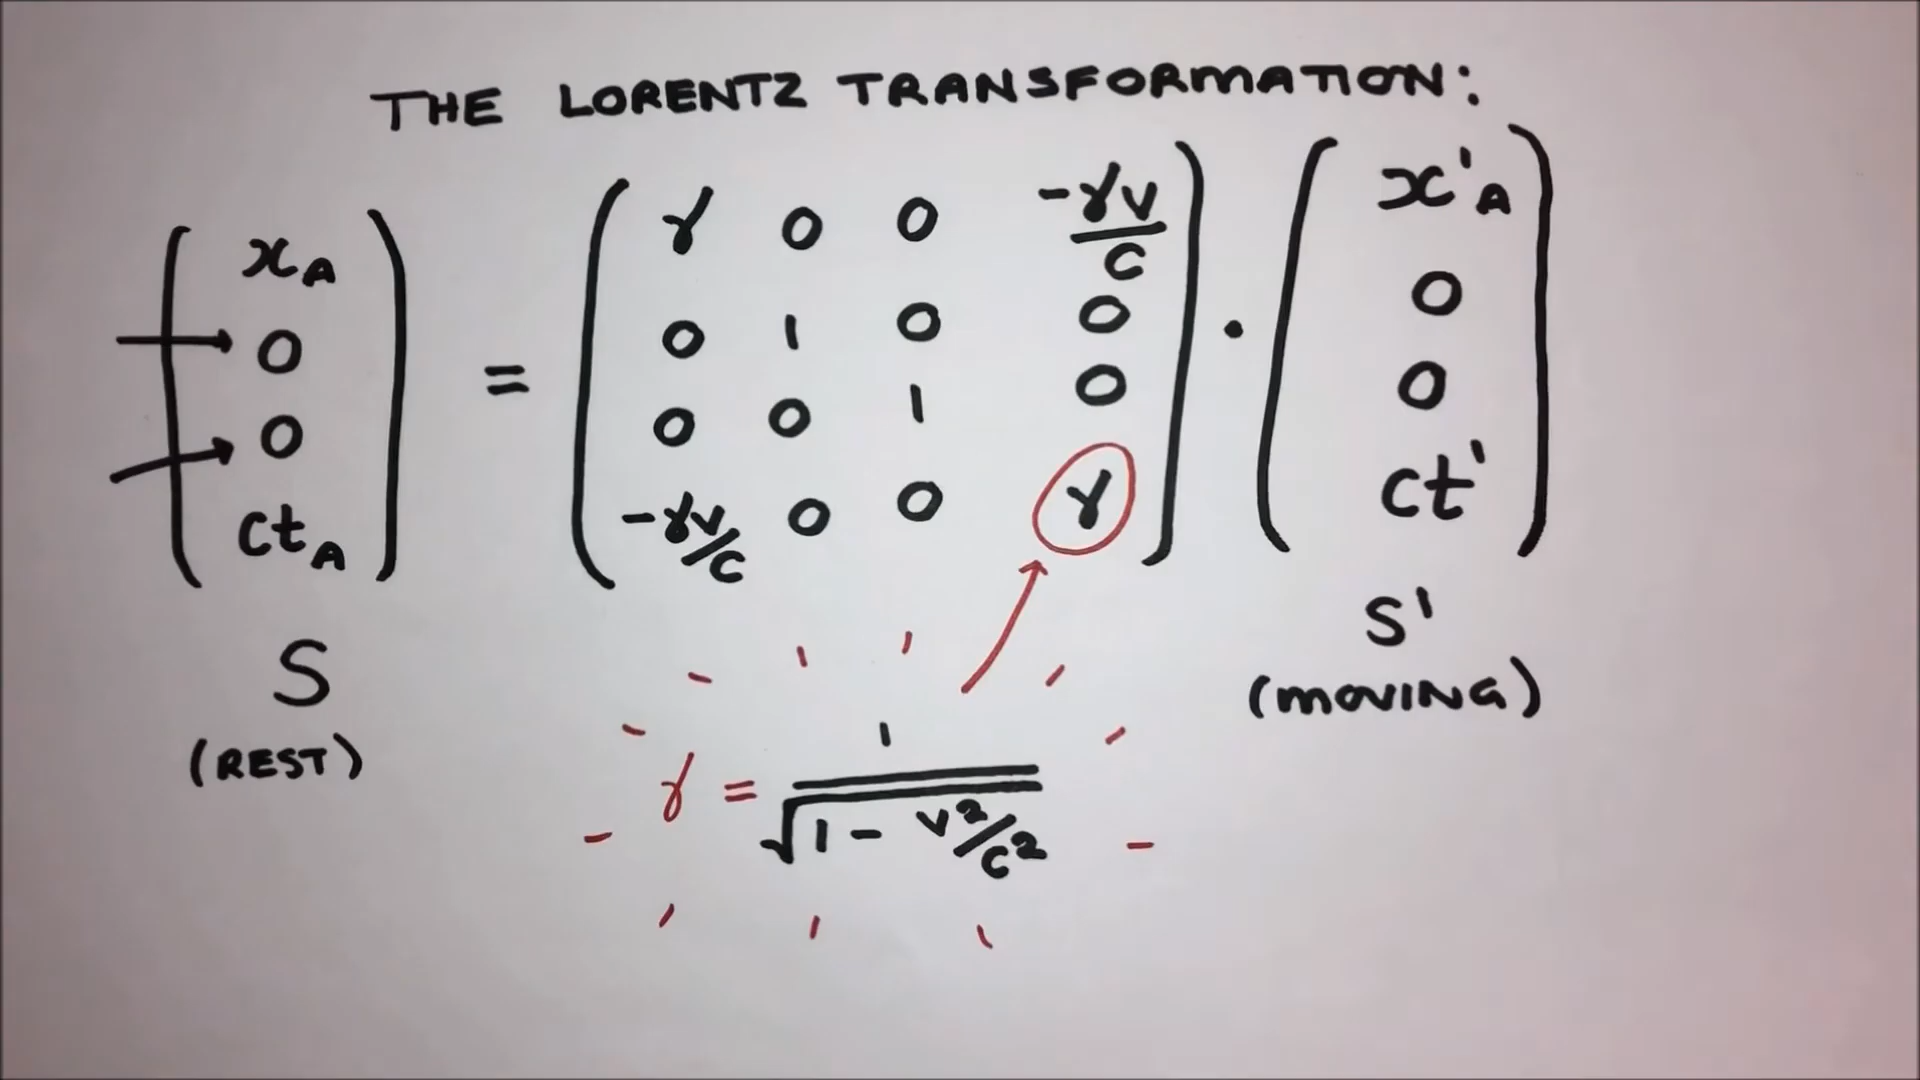 THE LORENTZ TRANSFORMATION:
x_A γ 0 0 -γv/c x'_A
0 0 1 0 0 0
0 = 0 0 1 0 · 0
ct_A -γv/c 0 0 γ ct'
S S'
(REST) (MOVING)
γ = 1/√(1 - v²/c²)